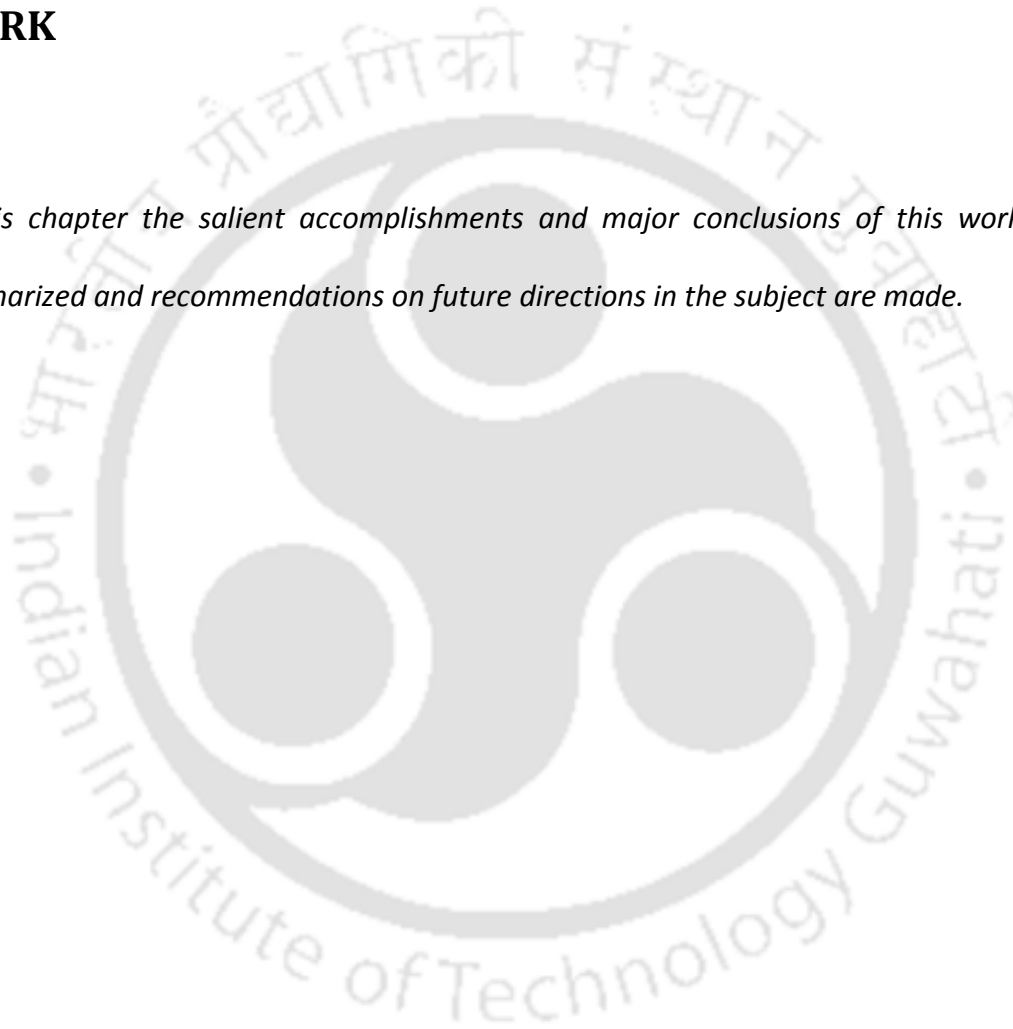 RK
is chapter the salient accomplishments and major conclusions of this work
narized and recommendations on future directions in the subject are made.
भारतीय प्रौद्योगिकी संस्थान गुवाहाटी
• Indian Institute of Technology Guwahati •